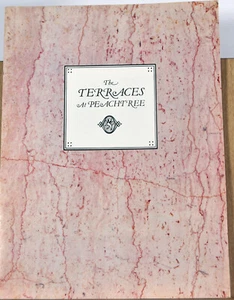 The
TERRACES
At PEACHTREE